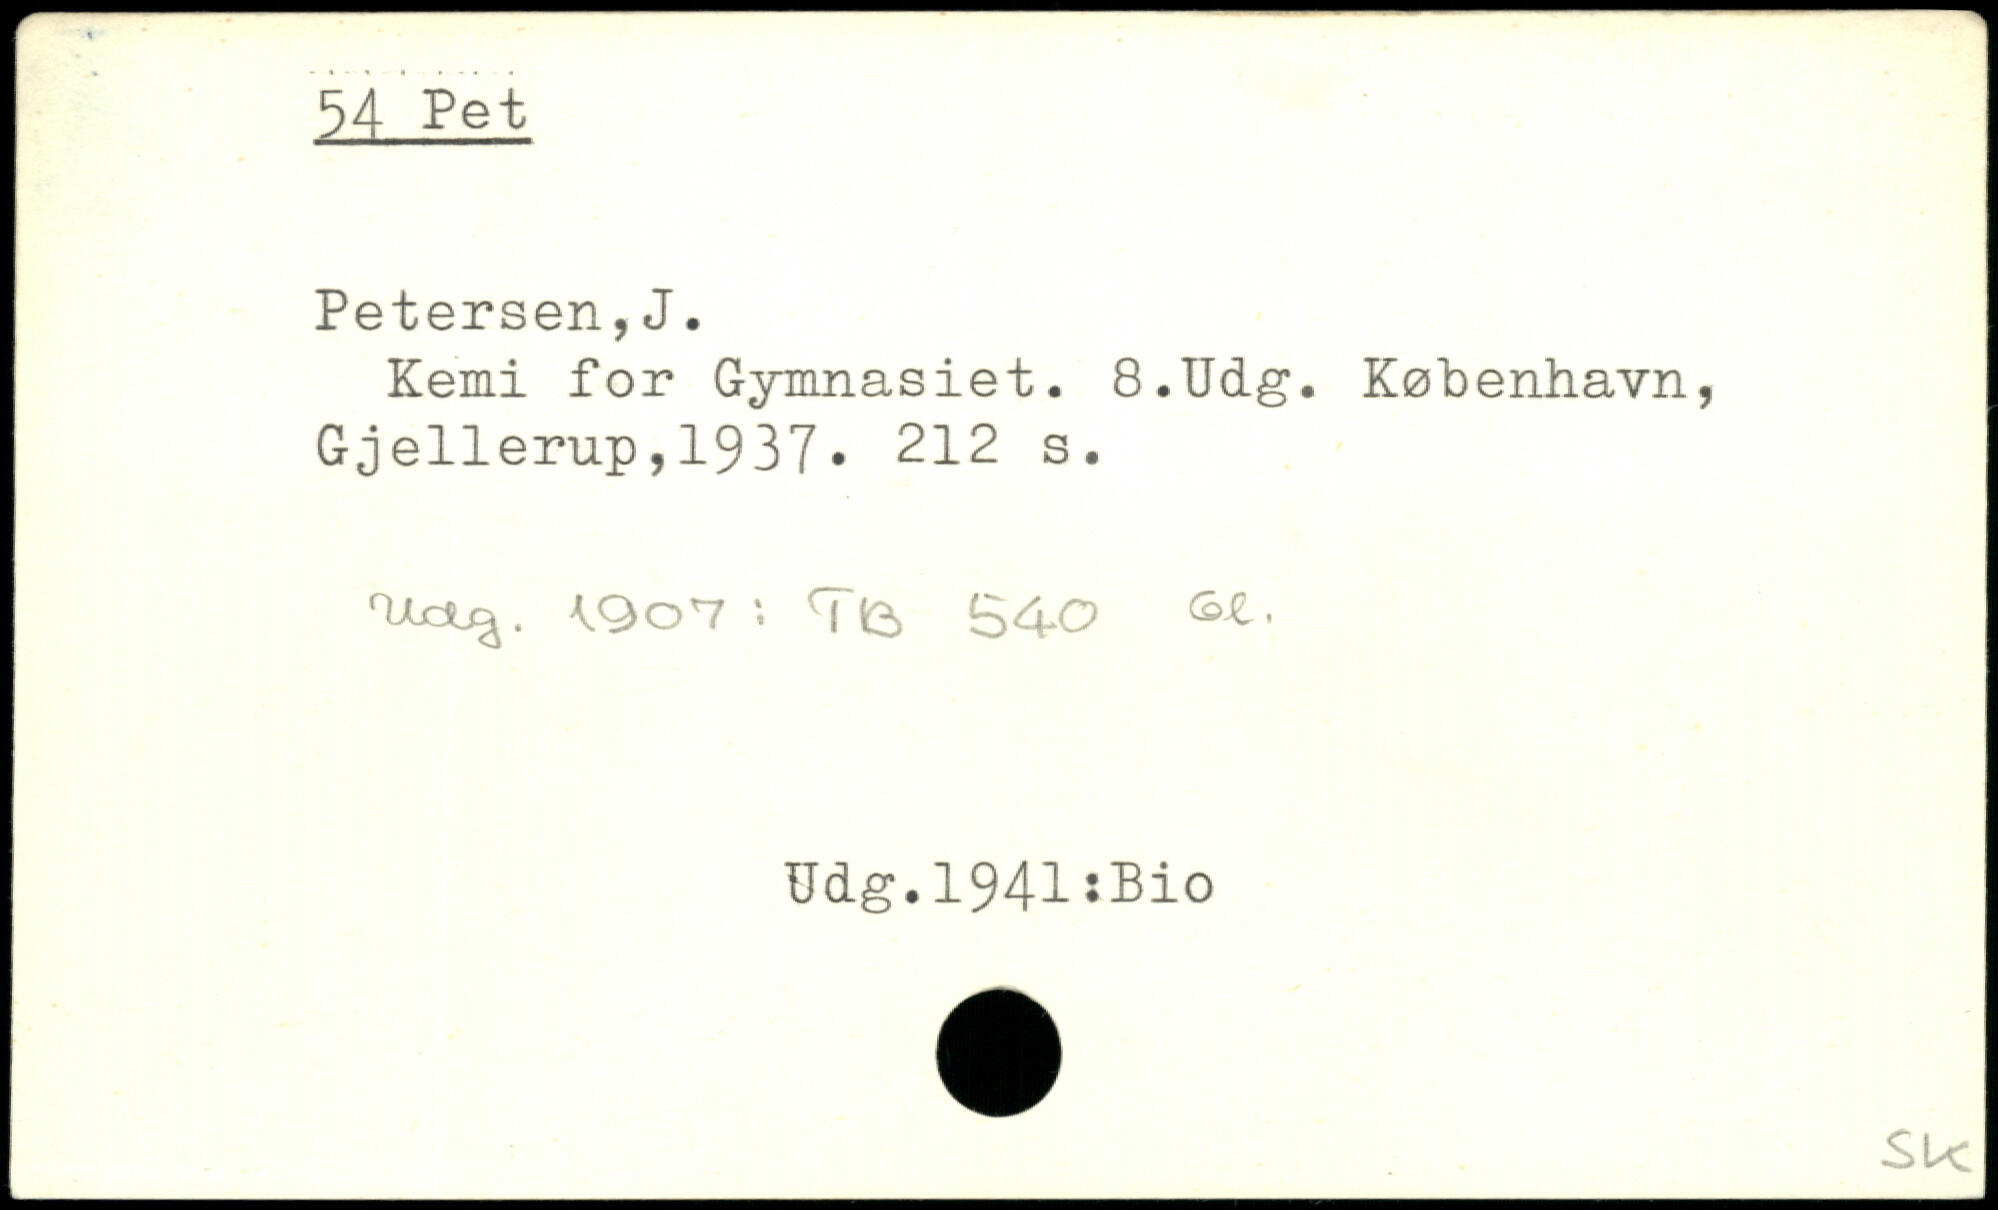 54 Pet
Petersen,J.
Kemi for Gymnasiet. 8.Udg. København,
Gjellerup,1937. 212 s.
Udg. 1907: TB 540 Gl.
Udg.1941:Bio
SK